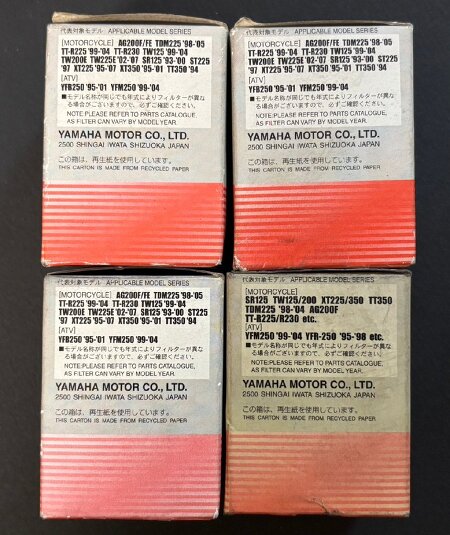 代表対象モデル APPLICABLE MODEL SERIES
[MOTORCYCLE] AG200F/FE TDM225 '98-'05
TT-R225 '99-'04 TT-R230 TW125 '99-'04
TW200E TW225E '02-'07 SR125 '93-'00 ST225
'97 XT225 '95-'07 XT350 '95-'01 TT350 '94
[ATV]
YFB250 '95-'01 YFM250 '99-'04
■モデル名称が同じでも年式によりフィルターが異な
る場合がございますので、必ずご確認ください。
NOTE:PLEASE REFER TO PARTS CATALOGUE,
AS FILTER CAN VARY BY MODEL YEAR.
YAMAHA MOTOR CO., LTD.
2500 SHINGAI IWATA SHIZUOKA JAPAN
この箱は、再生紙を使用しています。
THIS CARTON IS MADE FROM RECYCLED PAPER
代表対象モデル APPLICABLE MODEL SERIES
[MOTORCYCLE] AG200F/FE TDM225 '98-'05
TT-R225 '99-'04 TT-R230 TW125 '99-'04
TW200E TW225E '02-'07 SR125 '93-'00 ST225
'97 XT225 '95-'07 XT350 '95-'01 TT350 '94
[ATV]
YFB250 '95-'01 YFM250 '99-'04
■モデル名称が同じでも年式によりフィルターが異な
る場合がございますので、必ずご確認ください。
NOTE:PLEASE REFER TO PARTS CATALOGUE,
AS FILTER CAN VARY BY MODEL YEAR.
YAMAHA MOTOR CO., LTD.
2500 SHINGAI IWATA SHIZUOKA JAPAN
この箱は、再生紙を使用しています。
THIS CARTON IS MADE FROM RECYCLED PAPER
代表対象モデル APPLICABLE MODEL SERIES
[MOTORCYCLE] AG200F/FE TDM225 '98-'05
TT-R225 '99-'04 TT-R230 TW125 '99-'04
TW200E TW225E '02-'07 SR125 '93-'00 ST225
'97 XT225 '95-'07 XT350 '95-'01 TT350 '94
[ATV]
YFB250 '95-'01 YFM250 '99-'04
■モデル名称が同じでも年式によりフィルターが異な
る場合がございますので、必ずご確認ください。
NOTE:PLEASE REFER TO PARTS CATALOGUE,
AS FILTER CAN VARY BY MODEL YEAR.
YAMAHA MOTOR CO., LTD.
2500 SHINGAI IWATA SHIZUOKA JAPAN
この箱は、再生紙を使用しています。
THIS CARTON IS MADE FROM RECYCLED PAPER
代表対象モデル APPLICABLE MODEL SERIES
[MOTORCYCLE]
SR125 TW125/200 XT225/350 TT350
TDM225 '98-'04 AG200F
TT-R225/R230 etc.
[ATV]
YFM250 '99-'04 YFR-250 '95-'98 etc.
■モデル名称が同じでも年式によりフィルターが異な
る場合がございますので、必ずご確認ください。
NOTE:PLEASE REFER TO PARTS CATALOGUE,
AS FILTER CAN VARY BY MODEL YEAR.
YAMAHA MOTOR CO., LTD.
2500 SHINGAI IWATA SHIZUOKA JAPAN
この箱は、再生紙を使用しています。
THIS CARTON IS MADE FROM RECYCLED PAPER